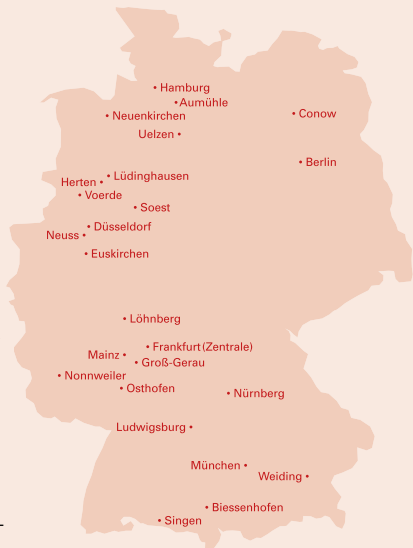 Hamburg
Aumühle
Neuenkirchen
Conow
Uelzen
Berlin
Lüdinghausen
Herten
Voerde
Soest
Düsseldorf
Neuss
Euskirchen
Löhnberg
Frankfurt (Zentrale)
Mainz
Groß-Gerau
Nonnweiler
Osthofen
Nürnberg
Ludwigsburg
München
Weiding
Biessenhofen
Singen